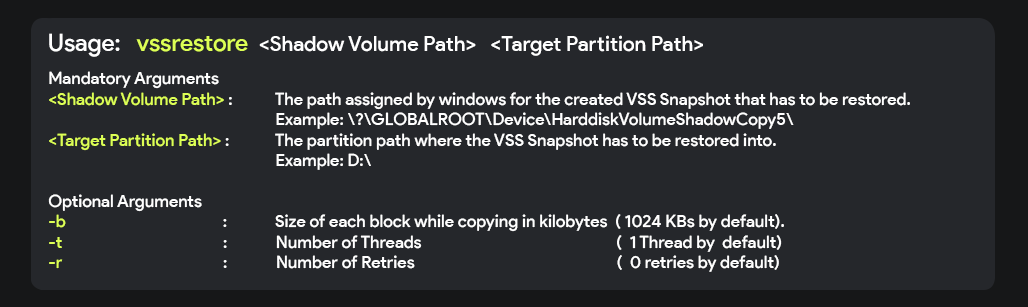 Usage: vssrestore <Shadow Volume Path> <Target Partition Path>
Mandatory Arguments
<Shadow Volume Path> : The path assigned by windows for the created VSS Snapshot that has to be restored.
Example: \?\GLOBALROOT\Device\HarddiskVolumeShadowCopy5\
<Target Partition Path> : The partition path where the VSS Snapshot has to be restored into.
Example: D:\
Optional Arguments
-b : Size of each block while copying in kilobytes ( 1024 KBs by default).
-t : Number of Threads ( 1 Thread by default)
-r : Number of Retries ( 0 retries by default)